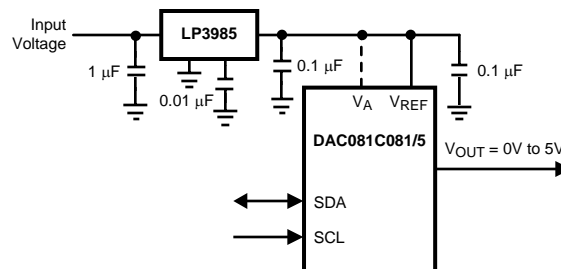 Input
Voltage
LP3985
1 μF
0.01 μF
0.1 μF
0.1 μF
VA
VREF
DAC081C081/5
VOUT = 0V to 5V
SDA
SCL